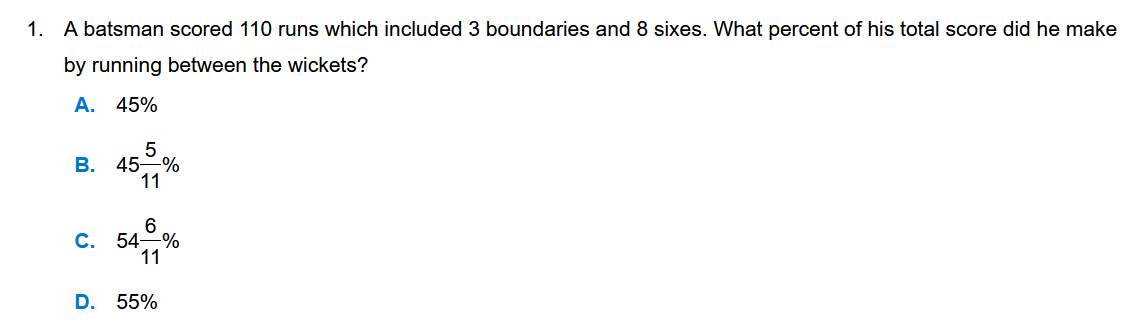 1. A batsman scored 110 runs which included 3 boundaries and 8 sixes. What percent of his total score did he make
by running between the wickets?
A. 45%
B. 45 5/11 %
C. 54 6/11 %
D. 55%